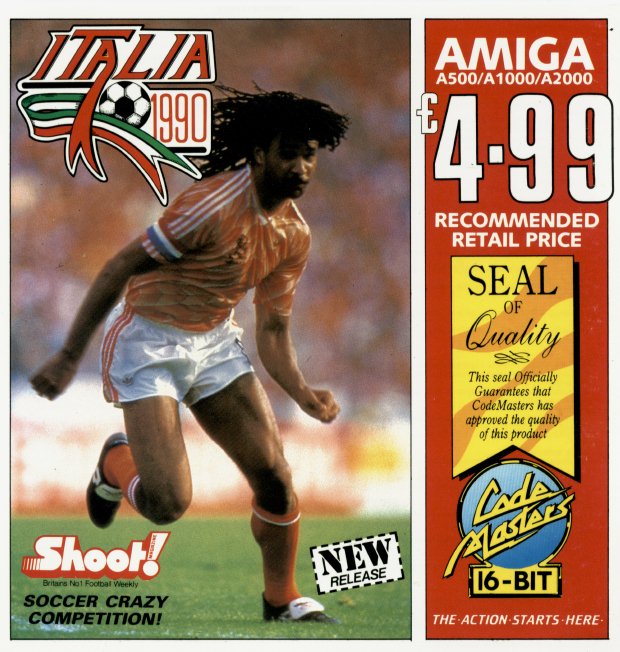 ITALIA
1990
Shoot!
MAGAZINE
Britains No1 Football Weekly
SOCCER CRAZY
COMPETITION!
NEW
RELEASE
AMIGA
A500/A1000/A2000
£4·99
RECOMMENDED
RETAIL PRICE
SEAL
OF
Quality
This seal Officially
Guarantees that
CodeMasters has
approved the quality
of this product
Code
Masters
16-BIT
THE·ACTION·STARTS·HERE·